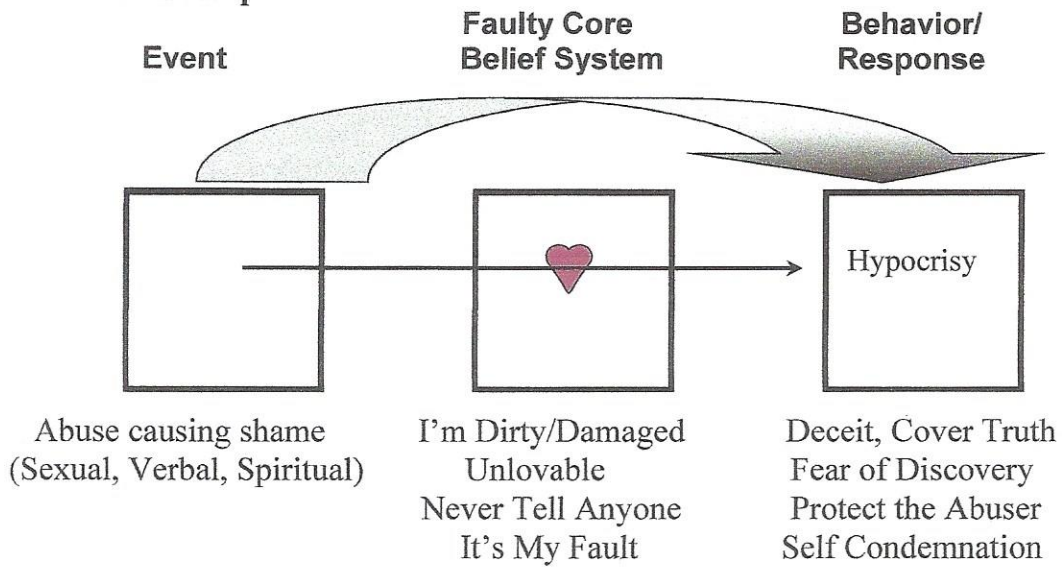 Event
Faulty Core
Belief System
Behavior/
Response
Hypocrisy
Abuse causing shame
(Sexual, Verbal, Spiritual)
I'm Dirty/Damaged
Unlovable
Never Tell Anyone
It's My Fault
Deceit, Cover Truth
Fear of Discovery
Protect the Abuser
Self Condemnation